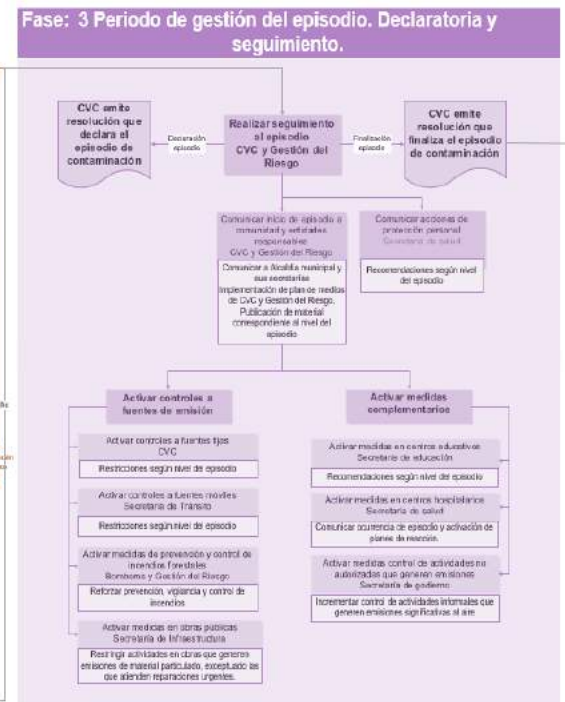 Fase: 3 Periodo de gestión del episodio. Declaratoria y
seguimiento.
CVC emite
resolución que
declara el
episodio de
contaminación
Declaración
episodio
Realizar seguimiento
al episodio
CVC y Gestión del
Riesgo
Finalización
episodio
CVC emite
resolución que
finaliza el episodio
de contaminación
Comunicar inicio de episodio a
comunidad y entidades
responsables
CVC y Gestión del Riesgo
Comunicar a Alcaldía municipal y
sus secretarías
Implementación de plan de medios
de CVC y Gestión del Riesgo.
Publicación de material
correspondiente al nivel del
episodio
Comunicar acciones de
protección personal
Secretaría de salud
Recomendaciones según nivel
del episodio
Activar controles a
fuentes de emisión
Activar controles a fuentes fijas
CVC
Restricciones según nivel de episodio
Activar controles a fuentes móviles
Secretaría de Tránsito
Restricciones según nivel del episodio
Activar medidas de prevención y control de
incendios forestales
Bomberos y Gestión del Riesgo
Reforzar prevención, vigilancia y control de
incendios
Activar medidas en obras públicas
Secretaría de Infraestructura
Restringir actividades en obras que generen
emisiones de material particulado, exceptuado las
que atienden reparaciones urgentes.
Activar medidas
complementarias
Activar medidas en centros educativos
Secretaría de educación
Recomendaciones según nivel del episodio
Activar medidas en centros hospitalarios
Secretaría de salud
Comunicar ocurrencia de episodio y activación de
planes de reacción.
Activar medidas control de actividades no
autorizadas que generen emisiones
Secretaría de gobierno
Incrementar control de actividades informales que
generen emisiones significativas al aire